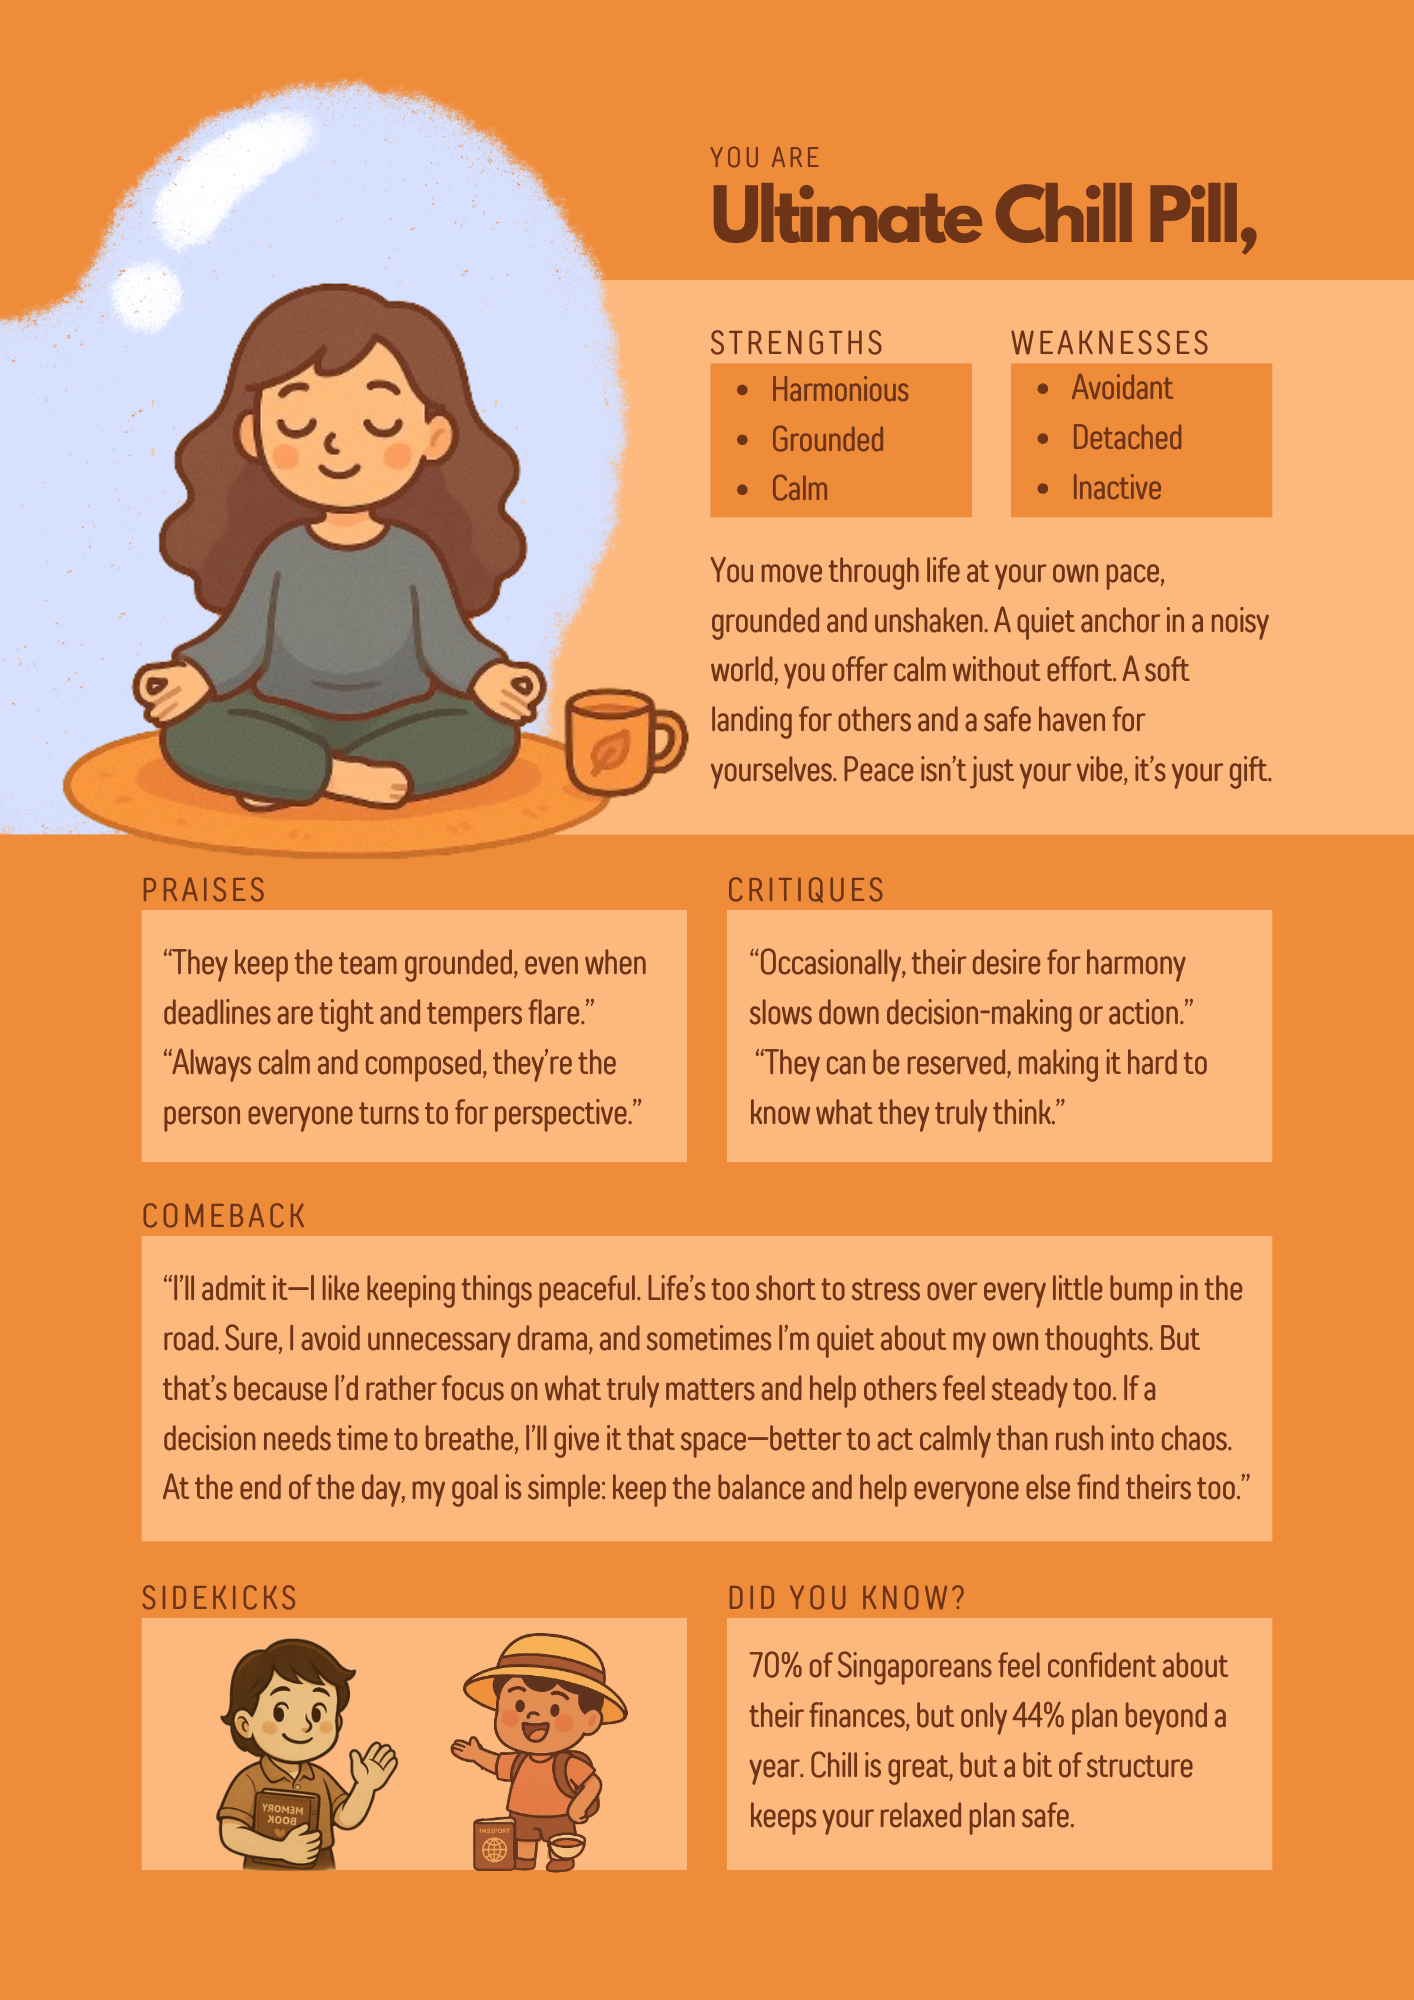 YOU ARE
Ultimate Chill Pill,
STRENGTHS
• Harmonious
• Grounded
• Calm
WEAKNESSES
• Avoidant
• Detached
• Inactive
You move through life at your own pace,
grounded and unshaken. A quiet anchor in a noisy
world, you offer calm without effort. A soft
landing for others and a safe haven for
yourselves. Peace isn’t just your vibe, it’s your gift.
PRAISES
“They keep the team grounded, even when
deadlines are tight and tempers flare.”
“Always calm and composed, they’re the
person everyone turns to for perspective.”
CRITIQUES
“Occasionally, their desire for harmony
slows down decision-making or action.”
“They can be reserved, making it hard to
know what they truly think.”
COMEBACK
“I’ll admit it—I like keeping things peaceful. Life’s too short to stress over every little bump in the
road. Sure, I avoid unnecessary drama, and sometimes I’m quiet about my own thoughts. But
that’s because I’d rather focus on what truly matters and help others feel steady too. If a
decision needs time to breathe, I’ll give it that space—better to act calmly than rush into chaos.
At the end of the day, my goal is simple: keep the balance and help everyone else find theirs too.”
SIDEKICKS
MEMORY
BOOK
PASSPORT
DID YOU KNOW?
70% of Singaporeans feel confident about
their finances, but only 44% plan beyond a
year. Chill is great, but a bit of structure
keeps your relaxed plan safe.